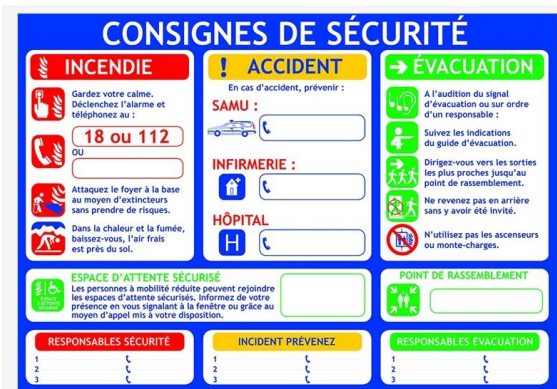 CONSIGNES DE SÉCURITÉ
INCENDIE
Gardez votre calme.
Déclenchez l'alarme et
téléphonez au :
18 ou 112
OU
Attaquez le foyer à la base
au moyen d'extincteurs
sans prendre de risques.
Dans la chaleur et la fumée,
baissez-vous, l'air frais
est près du sol.
! ACCIDENT
En cas d'accident, prévenir :
SAMU :
INFIRMERIE :
HÔPITAL
H
ÉVACUATION
A l'audition du signal
d'évacuation ou sur ordre
d'un responsable :
Suivez les indications
du guide d'évacuation.
Dirigez-vous vers les sorties
les plus proches jusqu'au
point de rassemblement.
Ne revenez pas en arrière
sans y avoir été invité.
N'utilisez pas les ascenseurs
ou monte-charges.
ESPACE D'ATTENTE SÉCURISÉ
Les personnes à mobilité réduite peuvent rejoindre
les espaces d'attente sécurisés. Informez de votre
présence en vous signalant à la fenêtre ou grâce au
moyen d'appel mis à votre disposition.
ESPACE
D'ATTENTE
SÉCURISÉ
POINT DE RASSEMBLEMENT
RESPONSABLES SÉCURITÉ
1
2
3
INCIDENT PRÉVENEZ
1
2
3
RESPONSABLES ÉVACUATION
1
2
3